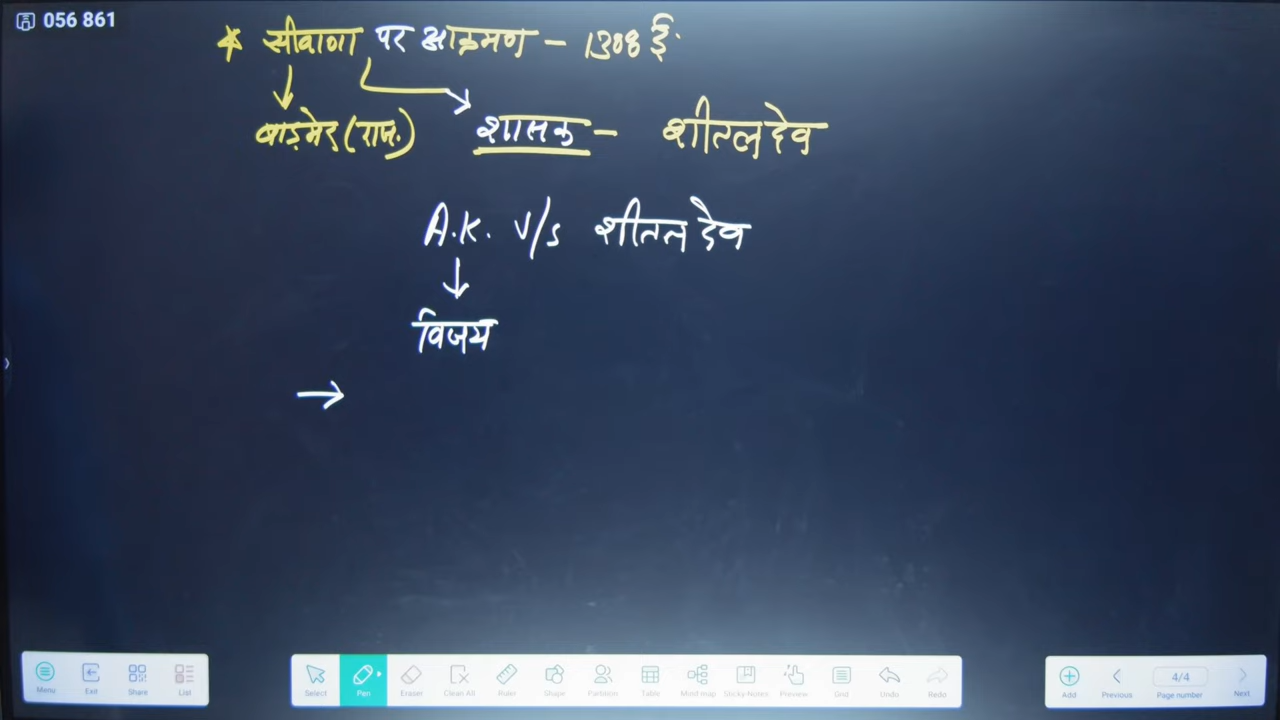 056 861
* सीवाणा पर आक्रमण – 1308 ई.
↓
बाड़मेर (राज.) शासक – शीतलदेव
A.K. V/s शीतल देव
↓
विजय
→
Menu Exit Share List Select Pen Eraser Clean All Ruler Shape Partition Table Mind map Sticky Notes Preview Grid Undo Redo Add Previous 4/4 Page number Next